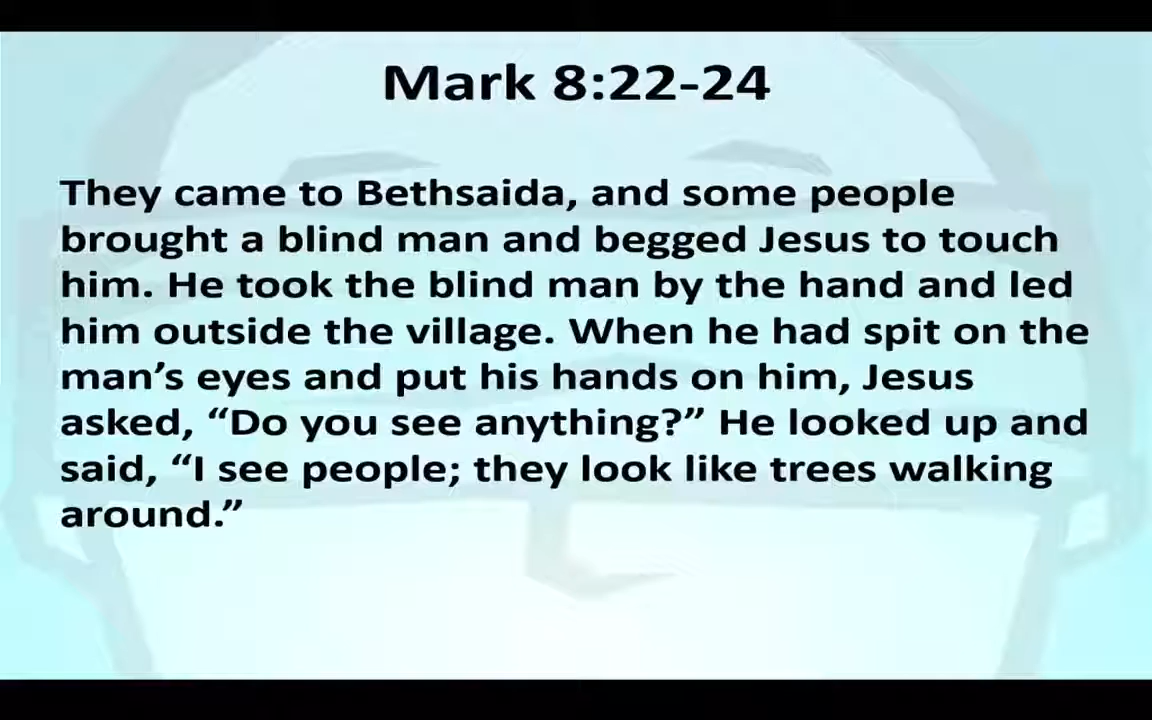 Mark 8:22-24
They came to Bethsaida, and some people
brought a blind man and begged Jesus to touch
him. He took the blind man by the hand and led
him outside the village. When he had spit on the
man’s eyes and put his hands on him, Jesus
asked, “Do you see anything?” He looked up and
said, “I see people; they look like trees walking
around.”